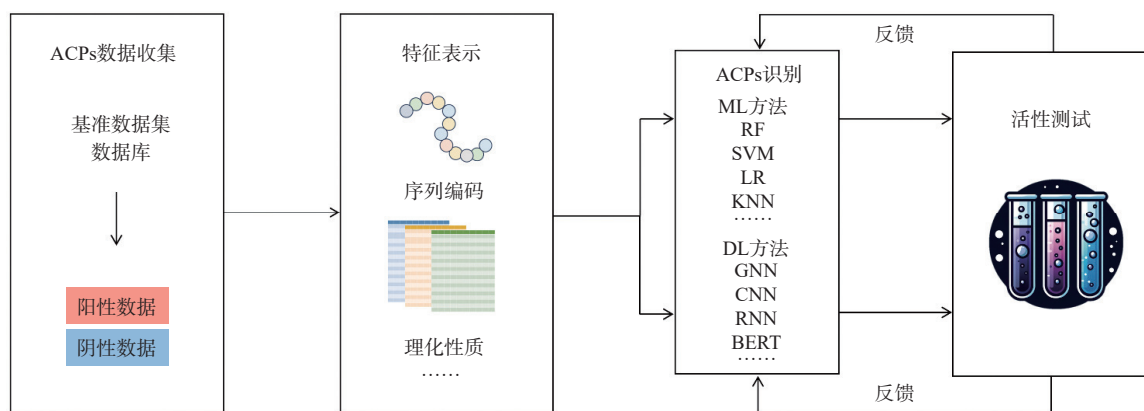 ACPs数据收集
基准数据集
数据库
阳性数据
阴性数据
特征表示
序列编码
理化性质
……
ACPs识别
ML方法
RF
SVM
LR
KNN
……
DL方法
GNN
CNN
RNN
BERT
……
反馈
活性测试
反馈